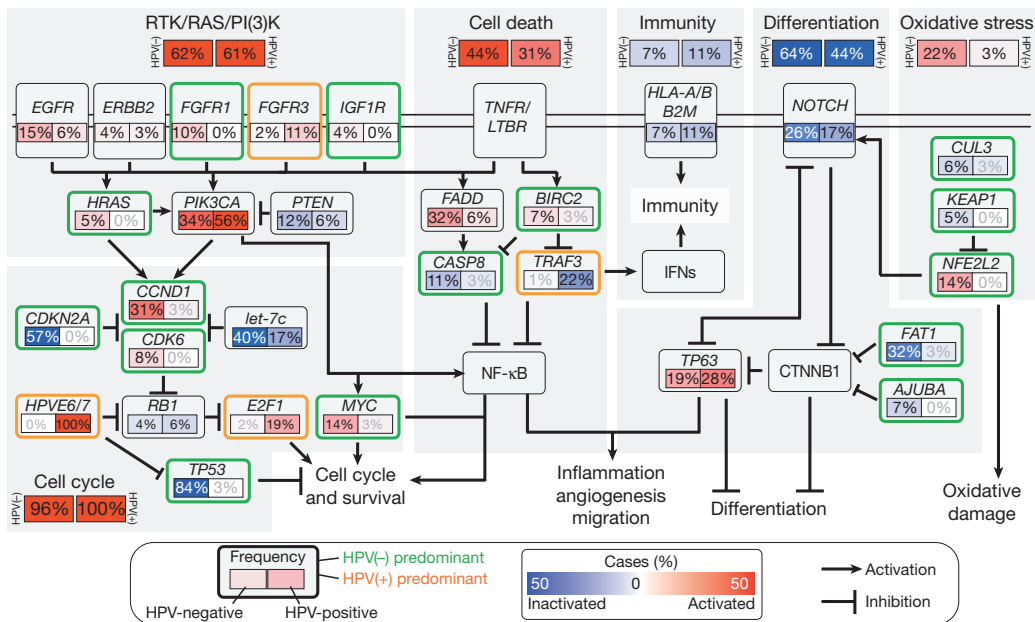 RTK/RAS/PI(3)K
HPV(–) 62% 61% HPV(+)
Cell death
HPV(–) 44% 31% HPV(+)
Immunity
HPV(–) 7% 11% HPV(+)
Differentiation
HPV(–) 64% 44% HPV(+)
Oxidative stress
HPV(–) 22% 3% HPV(+)
EGFR
15% 6%
ERBB2
4% 3%
FGFR1
10% 0%
FGFR3
2% 11%
IGF1R
4% 0%
TNFR/
LTBR
HLA-A/B
B2M
7% 11%
NOTCH
26% 17%
CUL3
6% 3%
KEAP1
5% 0%
NFE2L2
14% 0%
HRAS
5% 0%
PIK3CA
34% 56%
PTEN
12% 6%
FADD
32% 6%
BIRC2
7% 3%
Immunity
CASP8
11% 3%
TRAF3
1% 22%
IFNs
CCND1
31% 3%
CDKN2A
57% 0%
let-7c
40% 17%
CDK6
8% 0%
NF-κB
TP63
19% 28%
CTNNB1
FAT1
32% 3%
AJUBA
7% 0%
HPVE6/7
0% 100%
RB1
4% 6%
E2F1
2% 19%
MYC
14% 3%
TP53
84% 3%
Cell cycle
and survival
Inflammation
angiogenesis
migration
Differentiation
Oxidative
damage
Cell cycle
HPV(–) 96% 100% HPV(+)
Frequency
HPV(–) predominant
HPV(+) predominant
HPV-negative
HPV-positive
Cases (%)
50 0 50
Inactivated Activated
Activation
Inhibition